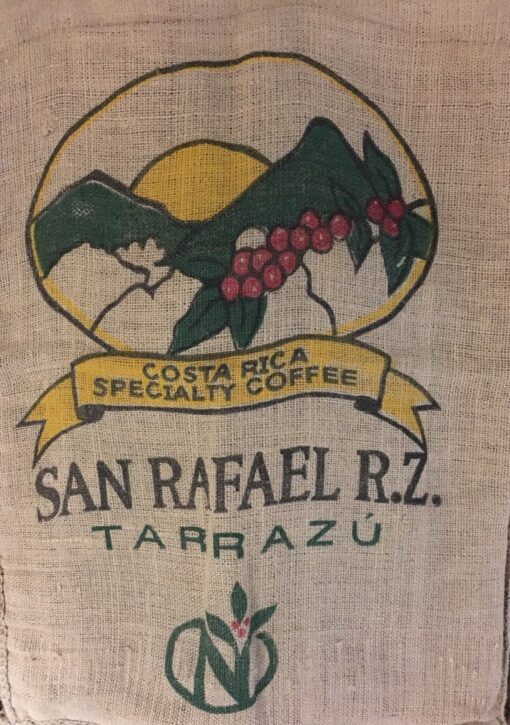 COSTA RICA
SPECIALTY COFFEE
SAN RAFAEL R.Z.
TARRAZÚ
N